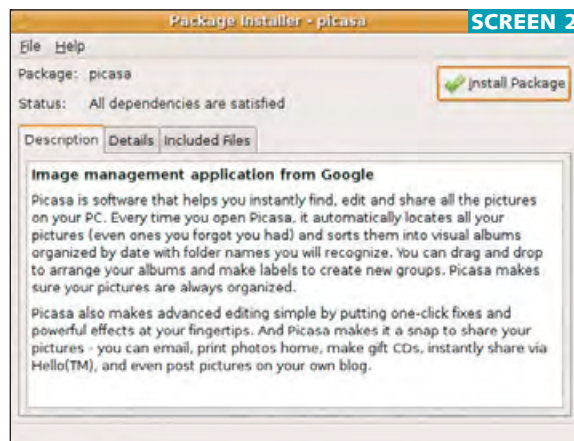 Package Installer - picasa
SCREEN 2
File Help
Package: picasa
Install Package
Status: All dependencies are satisfied
Description Details Included Files
Image management application from Google
Picasa is software that helps you instantly find, edit and share all the pictures
on your PC. Every time you open Picasa, it automatically locates all your
pictures (even ones you forgot you had) and sorts them into visual albums
organized by date with folder names you will recognize. You can drag and drop
to arrange your albums and make labels to create new groups. Picasa makes
sure your pictures are always organized.
Picasa also makes advanced editing simple by putting one-click fixes and
powerful effects at your fingertips. And Picasa makes it a snap to share your
pictures - you can email, print photos home, make gift CDs, instantly share via
Hello(TM), and even post pictures on your own blog.